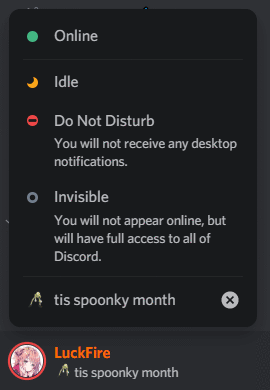 Online
Idle
Do Not Disturb
You will not receive any desktop
notifications.
Invisible
You will not appear online, but
will have full access to all of
Discord.
tis spoonky month
LuckFire
tis spoonky month